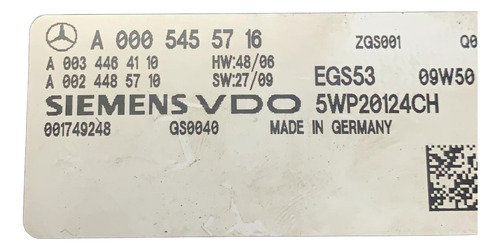 A 000 545 57 16 ZGS001 Q0
A 003 446 41 10 HW:48/06
A 002 448 57 10 SW:27/09 EGS53 09W50
SIEMENS VDO 5WP20124CH
001749248 GS0040 MADE IN GERMANY